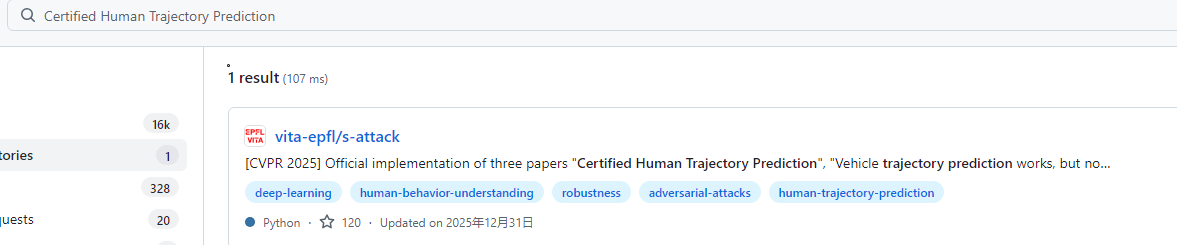 Certified Human Trajectory Prediction
1 result (107 ms)
16k
tories 1
328
quests 20
EPFL
VITA
vita-epfl/s-attack
[CVPR 2025] Official implementation of three papers "Certified Human Trajectory Prediction", "Vehicle trajectory prediction works, but no...
deep-learning human-behavior-understanding robustness adversarial-attacks human-trajectory-prediction
Python · 120 · Updated on 2025年12月31日